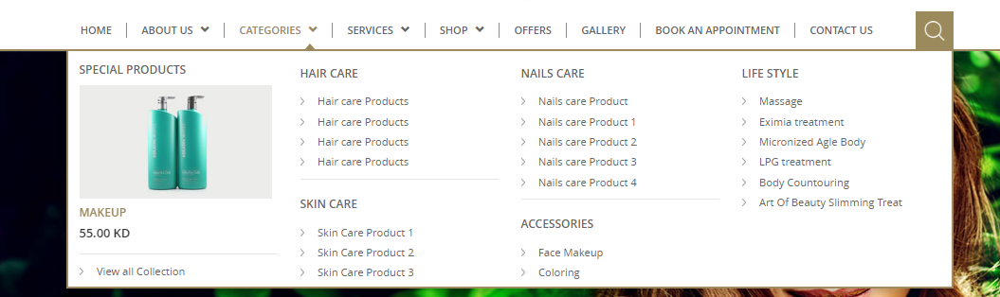 HOME
ABOUT US
CATEGORIES
SERVICES
SHOP
OFFERS
GALLERY
BOOK AN APPOINTMENT
CONTACT US
SPECIAL PRODUCTS
MAKEUP
55.00 KD
View all Collection
HAIR CARE
Hair care Products
Hair care Products
Hair care Products
Hair care Products
SKIN CARE
Skin Care Product 1
Skin Care Product 2
Skin Care Product 3
NAILS CARE
Nails care Product
Nails care Product 1
Nails care Product 2
Nails care Product 3
Nails care Product 4
ACCESSORIES
Face Makeup
Coloring
LIFE STYLE
Massage
Eximia treatment
Micronized Agle Body
LPG treatment
Body Countouring
Art Of Beauty Slimming Treat